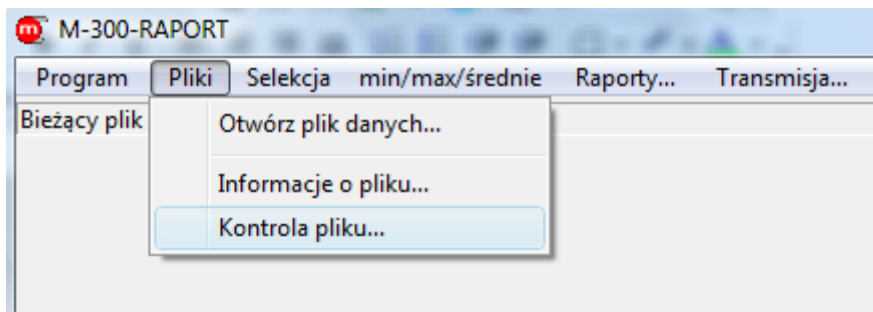 M-300-RAPORT
Program Pliki Selekcja min/max/średnie Raporty... Transmisja...
Bieżący plik
Otwórz plik danych...
Informacje o pliku...
Kontrola pliku...